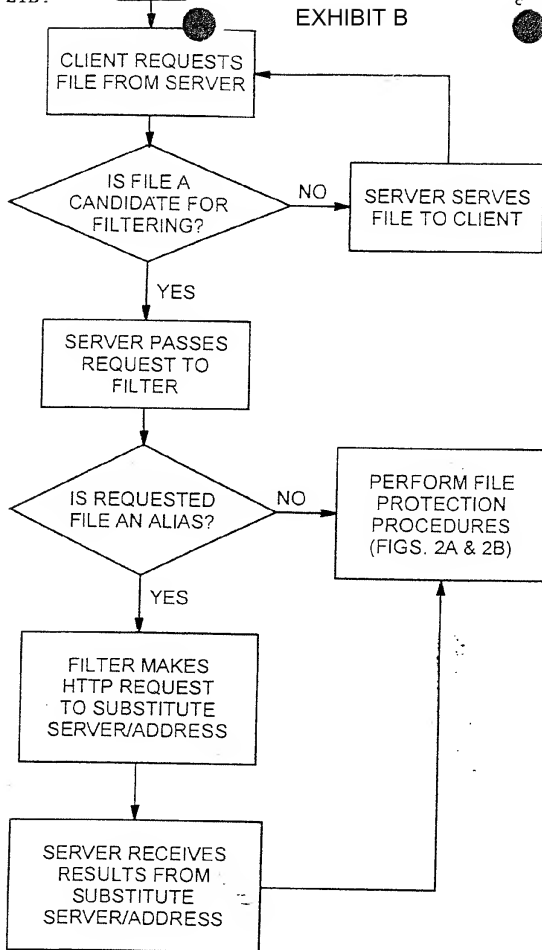 EXHIBIT B
CLIENT REQUESTS
FILE FROM SERVER
IS FILE A
CANDIDATE FOR
FILTERING?
NO
SERVER SERVES
FILE TO CLIENT
YES
SERVER PASSES
REQUEST TO
FILTER
IS REQUESTED
FILE AN ALIAS?
NO
PERFORM FILE
PROTECTION
PROCEDURES
(FIGS. 2A & 2B)
YES
FILTER MAKES
HTTP REQUEST
TO SUBSTITUTE
SERVER/ADDRESS
SERVER RECEIVES
RESULTS FROM
SUBSTITUTE
SERVER/ADDRESS